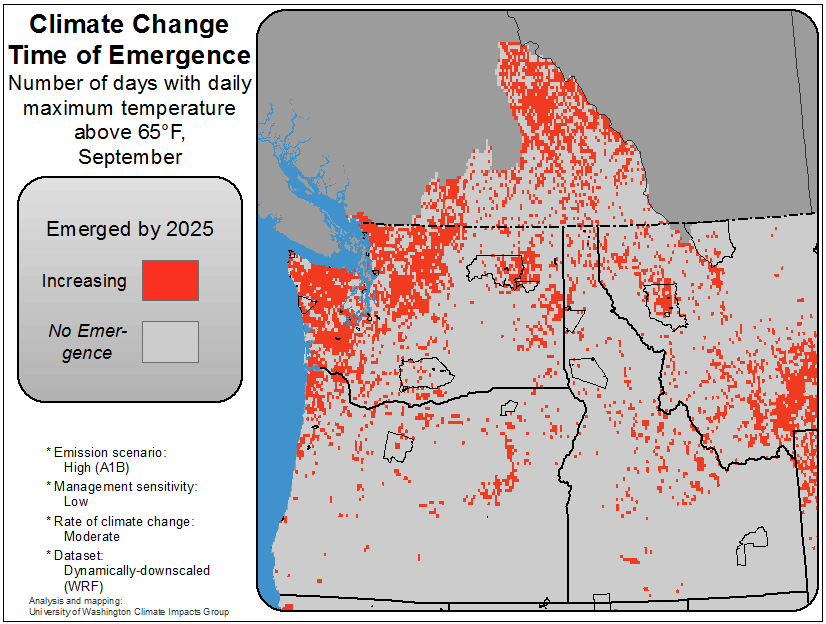 Climate Change
Time of Emergence
Number of days with daily
maximum temperature
above 65°F,
September
Emerged by 2025
Increasing
No Emer-
gence
* Emission scenario:
High (A1B)
* Management sensitivity:
Low
* Rate of climate change:
Moderate
* Dataset:
Dynamically-downscaled
(WRF)
Analysis and mapping:
University of Washington Climate Impacts Group